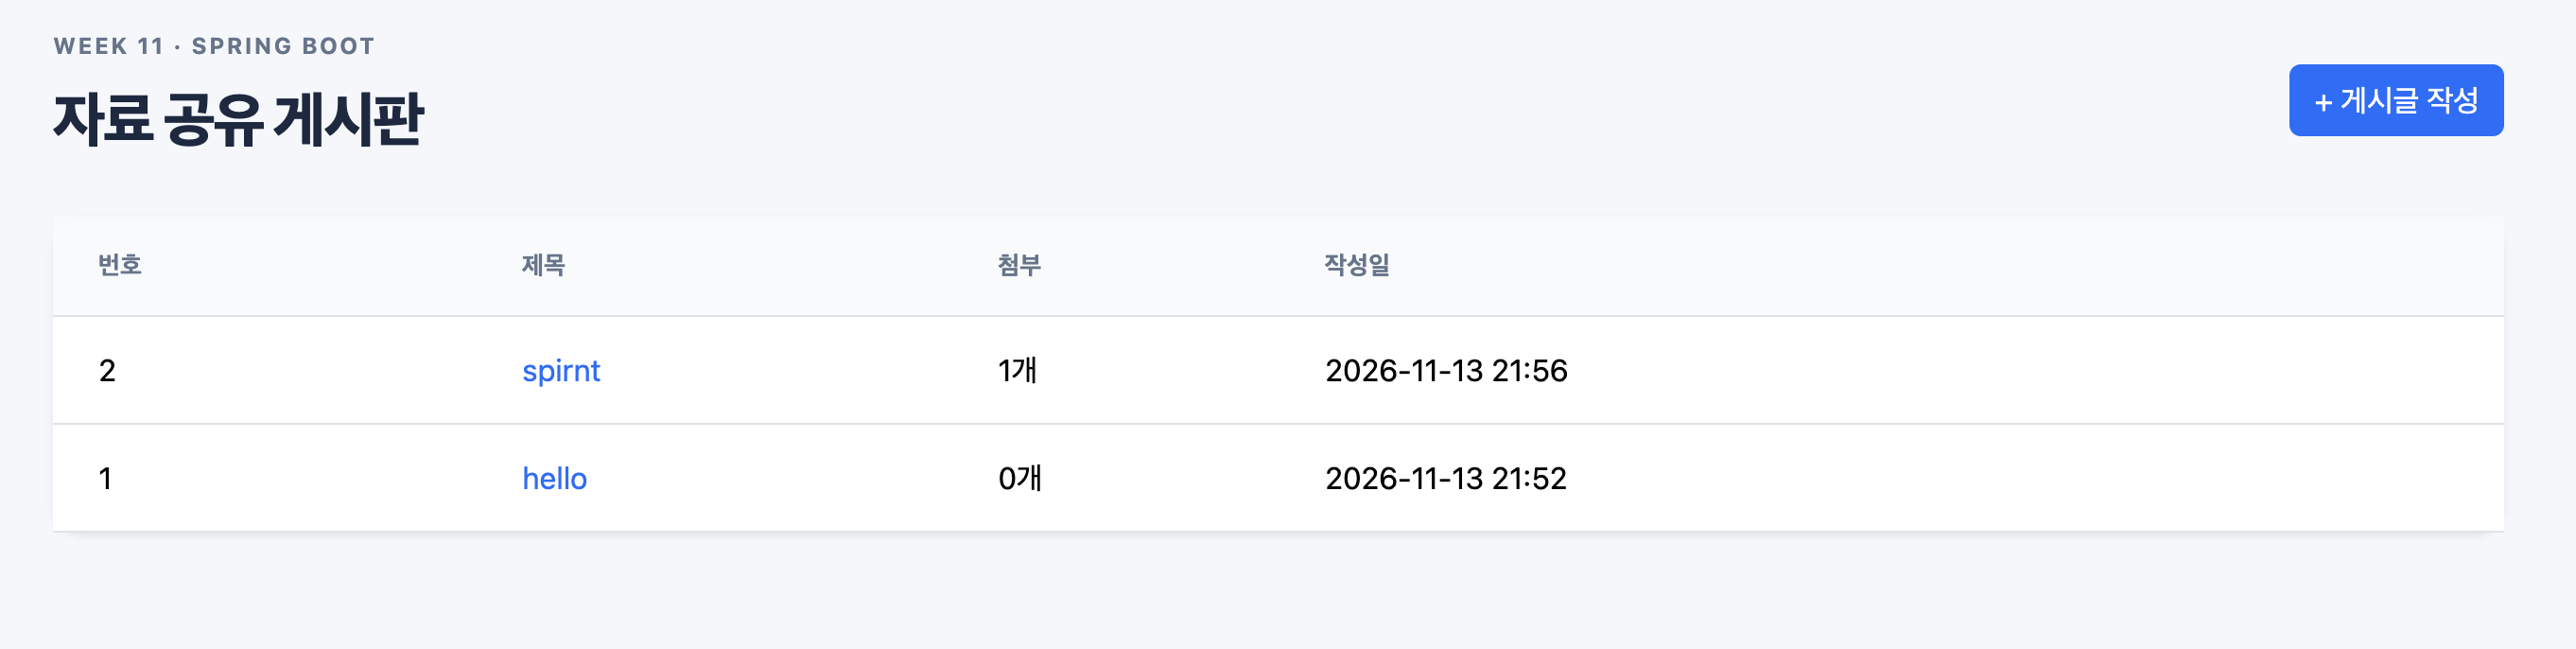 WEEK 11 · SPRING BOOT
자료 공유 게시판
+ 게시글 작성
번호 제목 첨부 작성일
2 spirnt 1개 2026-11-13 21:56
1 hello 0개 2026-11-13 21:52